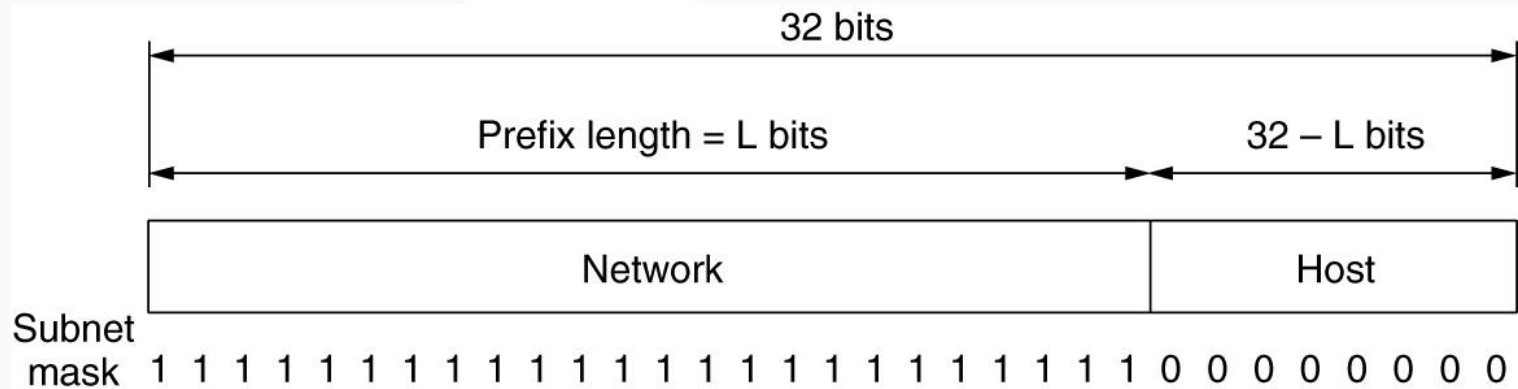 32 bits
Prefix length = L bits 32 – L bits
Network Host
Subnet
mask 1 1 1 1 1 1 1 1 1 1 1 1 1 1 1 1 1 1 1 1 1 1 1 1 0 0 0 0 0 0 0 0